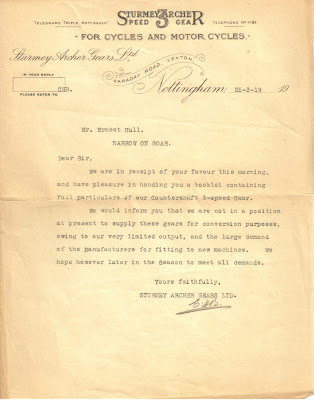 TELEGRAMS "TRIPLE, NOTTINGHAM"
STURMEY ARCHER
3
SPEED GEAR
TELEPHONE No 4194.
FOR CYCLES AND MOTOR CYCLES.
Sturmey Archer Gears, Ltd
IN YOUR REPLY
CHB.
PLEASE REFER TO
FARADAY ROAD, LENTON,
Nottingham 25-3-19 19
Mr. Ernest Hull.
BARROW ON SOAR.
Dear Sir,
We are in receipt of your favour this morning,
and have pleasure in handing you a booklet containing
full particulars of our Countershaft 3-speed Gear.
We would inform you that we are not in a position
at present to supply these gears for conversion purposes,
owing to our very limited output, and the large demand
of the Manufacturers for fitting to new machines. We
hope however later in the Season to meet all demands.
Yours faithfully,
STURMEY ARCHER GEARS LTD.